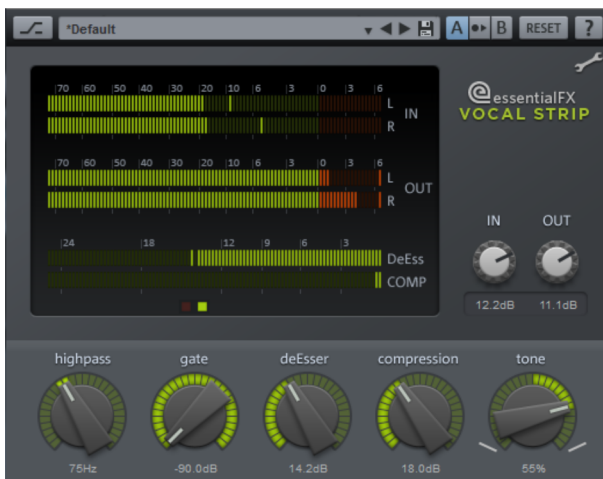 *Default A B RESET ?
essentialFX
VOCAL STRIP
70 60 50 40 30 20 10 6 3 0 3 6
L
IN
R
70 60 50 40 30 20 10 6 3 0 3 6
L
OUT
R
24 18 12 9 6 3
DeEss
COMP
IN OUT
12.2dB 11.1dB
highpass gate deEsser compression tone
75Hz -90.0dB 14.2dB 18.0dB 55%